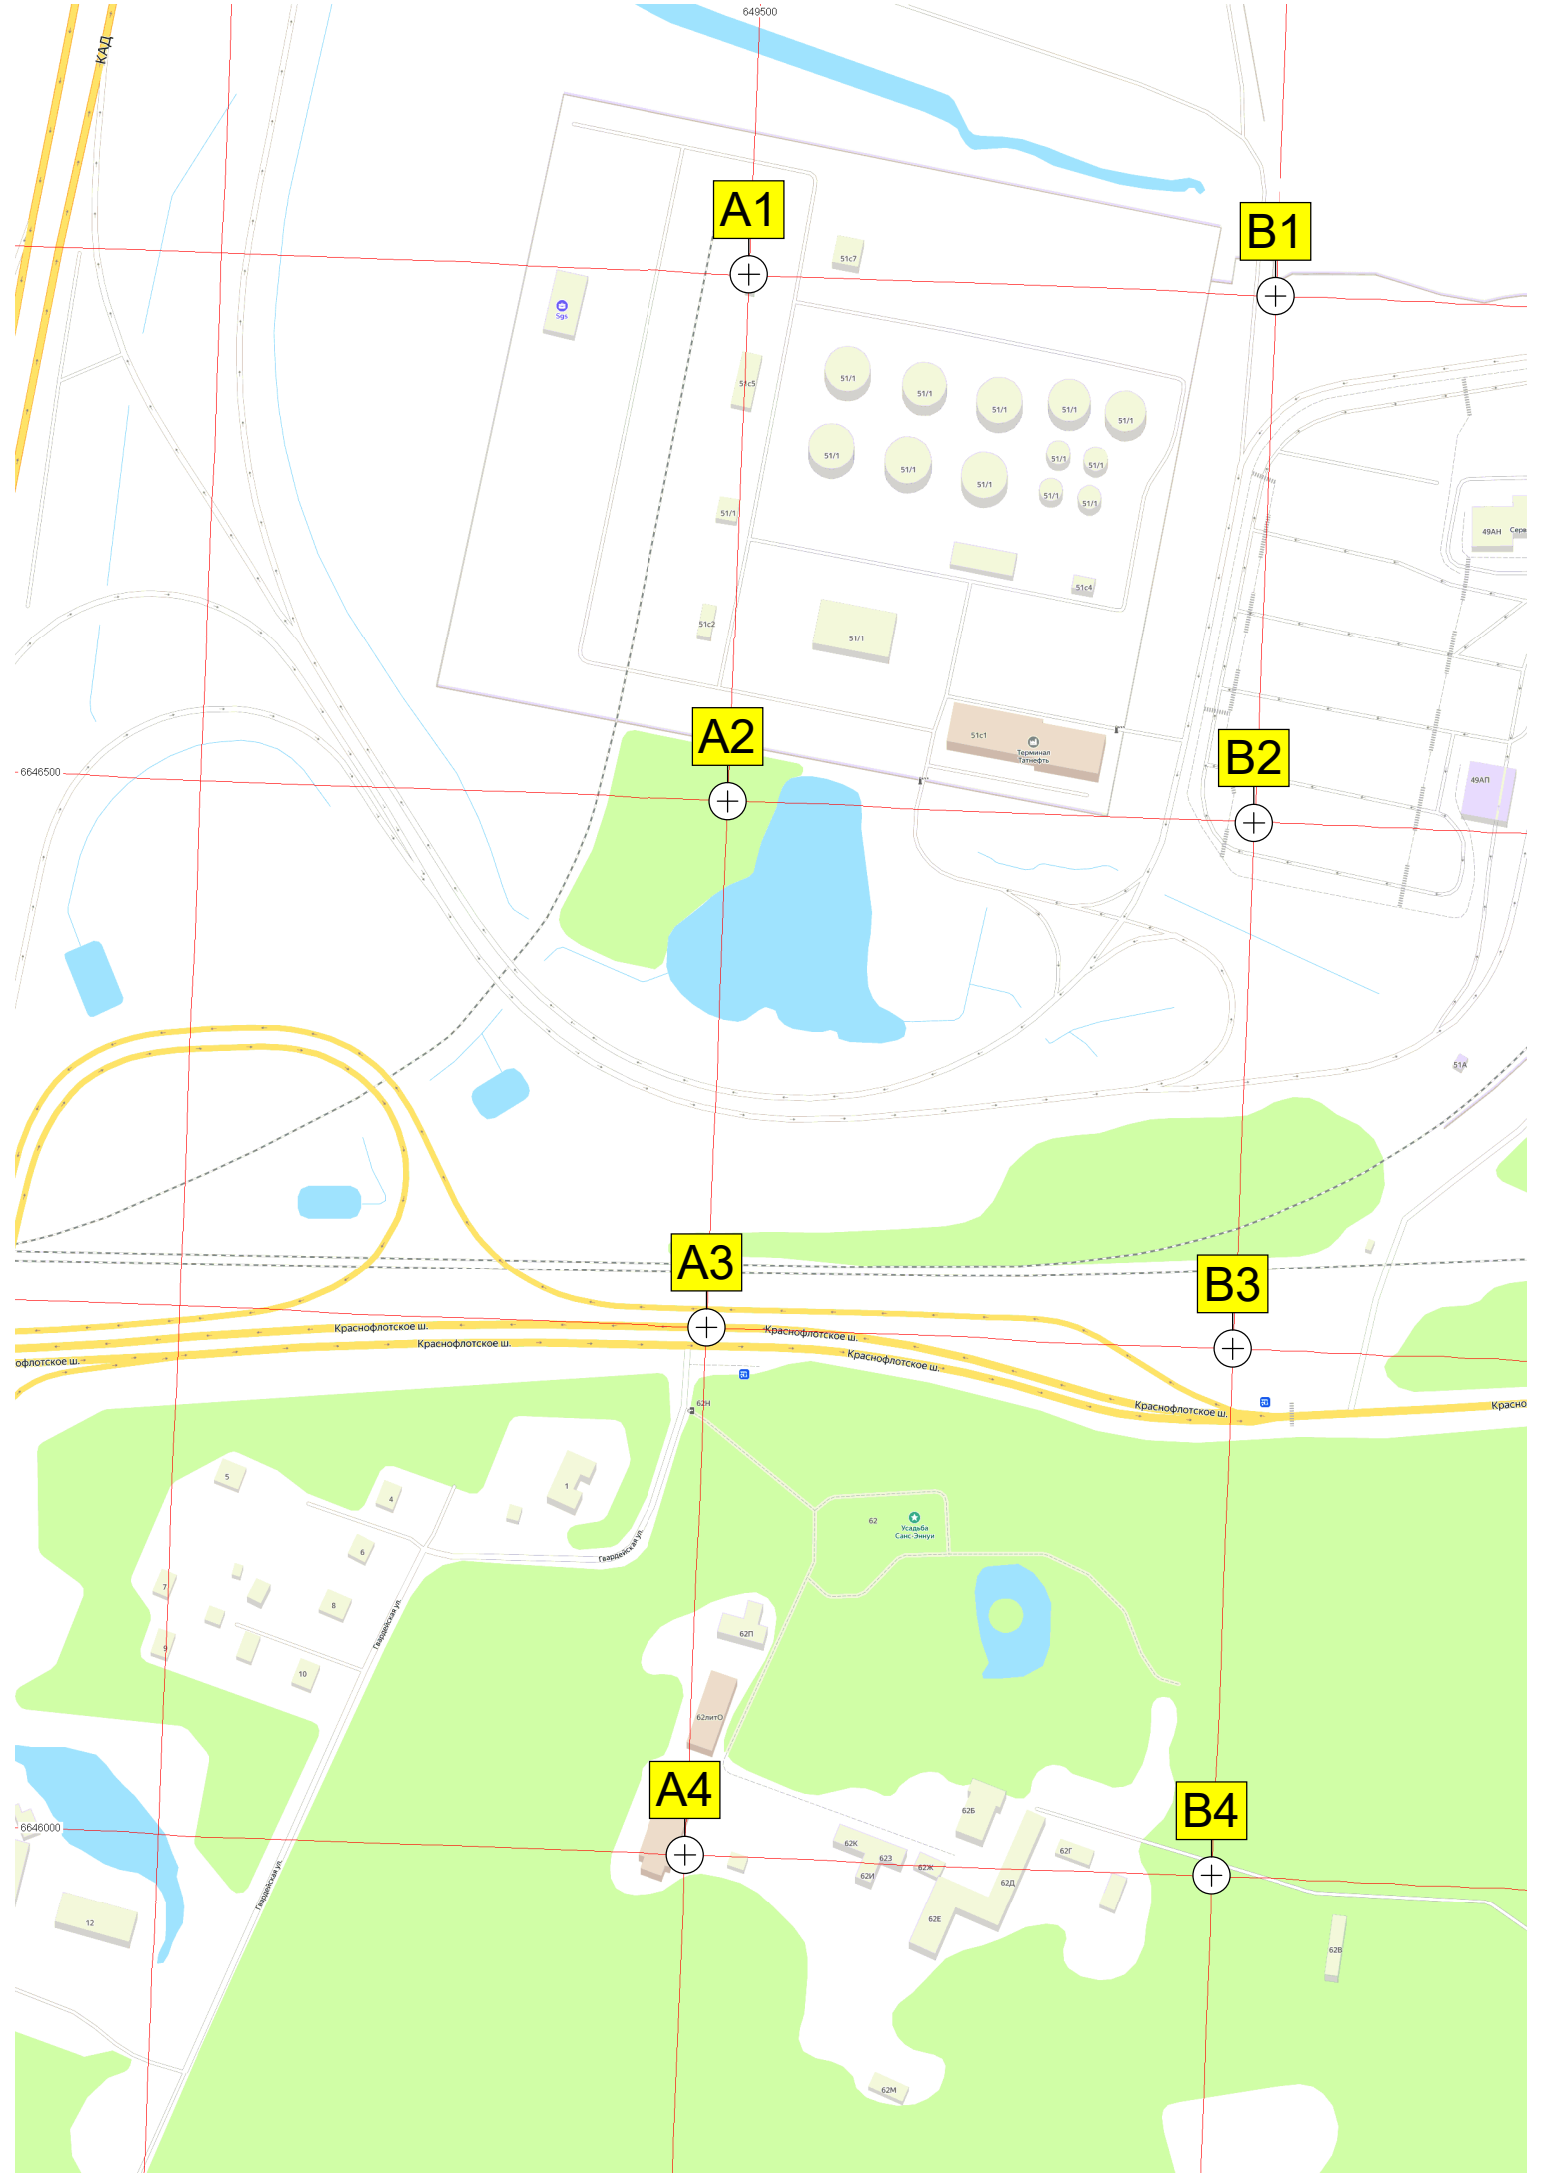 649500
КАД
A1
B1
51с7
Sgs
51с5
51/1
51/1
51/1
51/1
51/1
51/1
51/1
51/1
51/1
51/1
51/1
51/1
51/1
51с4
49АН
Серв
51с2
51/1
A2
51с1
Терминал
Татнефть
B2
6646500
49АП
51А
A3
B3
Краснофлотское ш.
Краснофлотское ш.
Краснофлотское ш.
офлотское ш.
Краснофлотское ш.
Краснофлотское ш.
Красно
62Н
5
4
1
62
Усадьба
Санс-Эннуи
Гвардейская ул.
6
7
8
Гвардейская ул.
62П
9
10
62литО
A4
B4
6646000
62Б
62К
62З
62Г
62Ж
62И
62Д
Гвардейская ул.
12
62Е
62В
62М